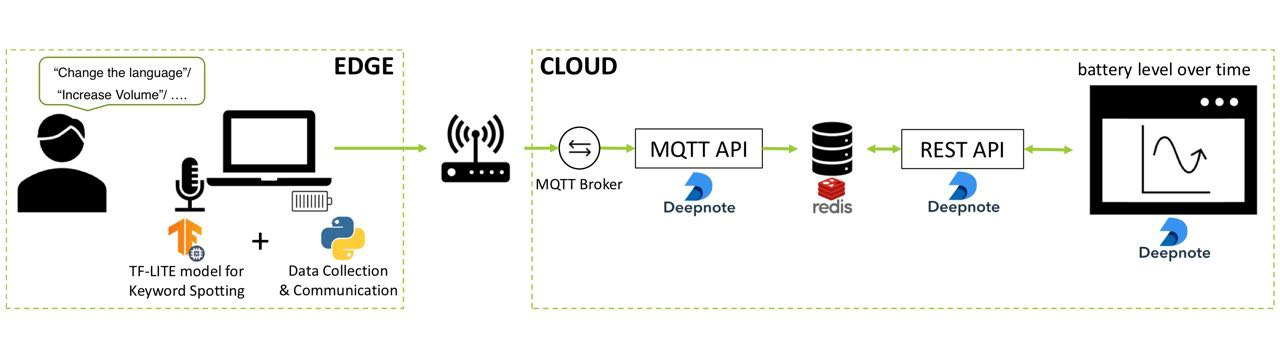 EDGE
“Change the language”/
“Increase Volume”/ ....
TF-LITE model for
Keyword Spotting
+
Data Collection
& Communication
CLOUD
MQTT Broker
MQTT API
Deepnote
redis
REST API
Deepnote
battery level over time
Deepnote